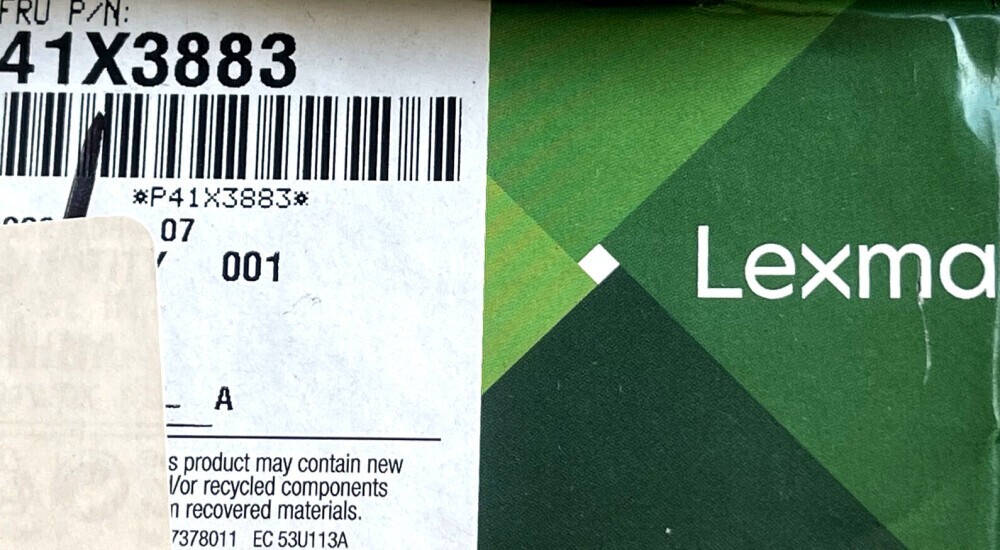 FRU P/N:
41X3883
*P41X3883*
07
001
A
s product may contain new
/or recycled components
recovered materials.
7378011 EC 53U113A
Lexma